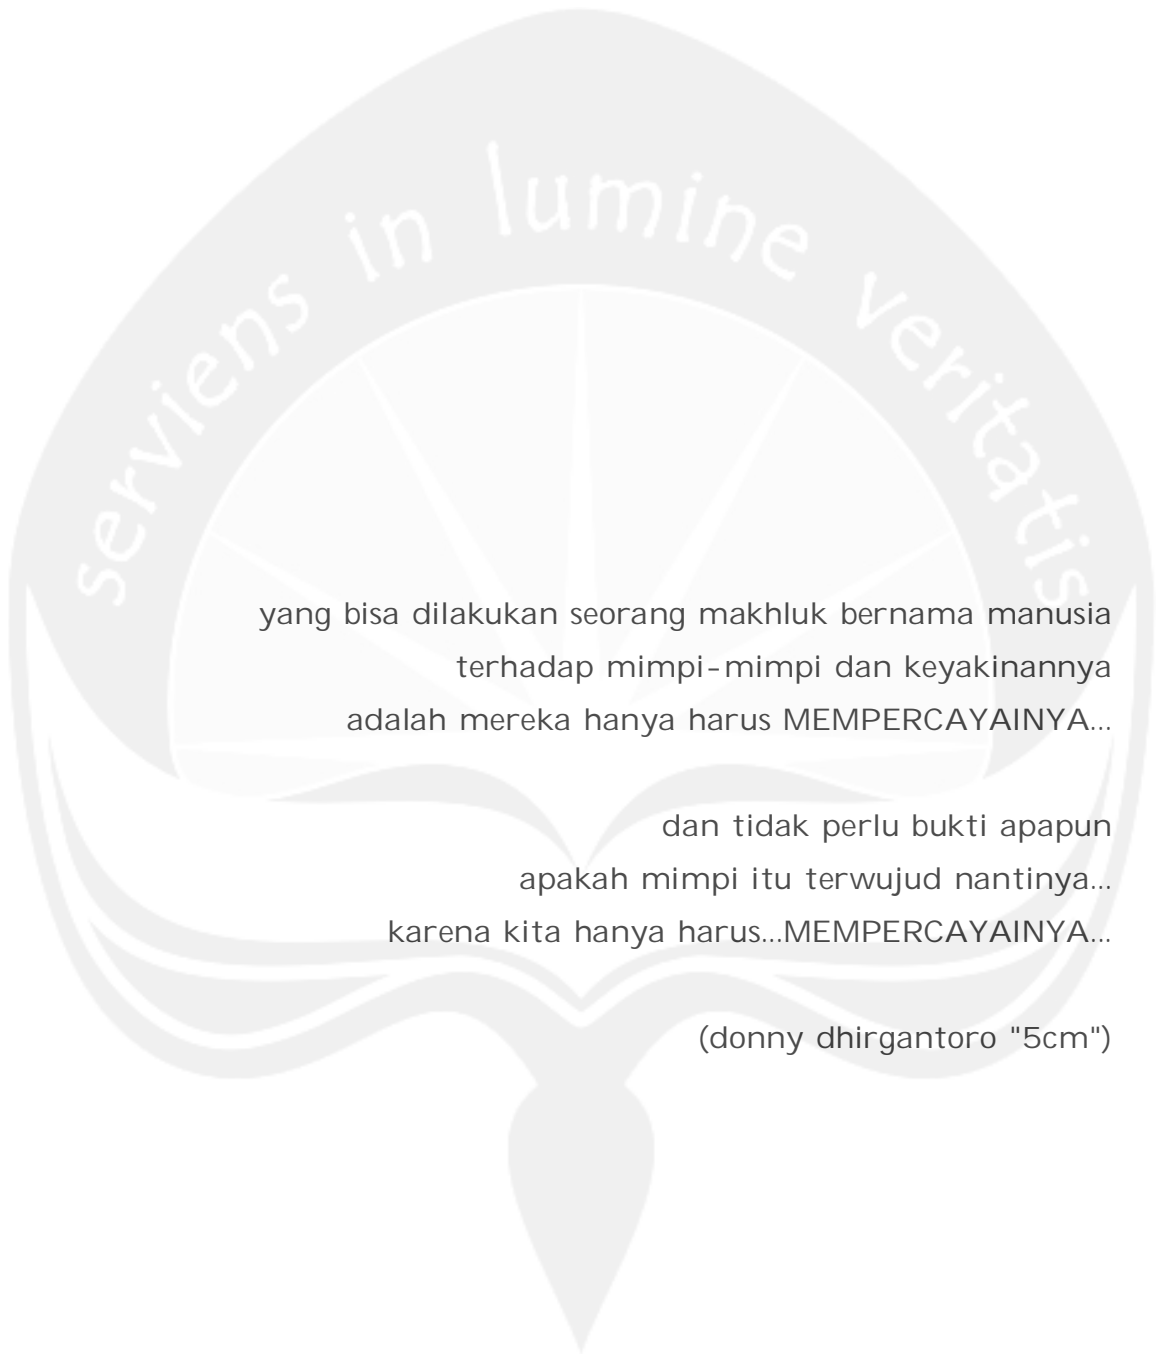 serviens in lumine veritatis
yang bisa dilakukan seorang makhluk bernama manusia
terhadap mimpi-mimpi dan keyakinannya
adalah mereka hanya harus MEMPERCAYAINYA...
dan tidak perlu bukti apapun
apakah mimpi itu terwujud nantinya...
karena kita hanya harus...MEMPERCAYAINYA...
(donny dhirgantoro "5cm")